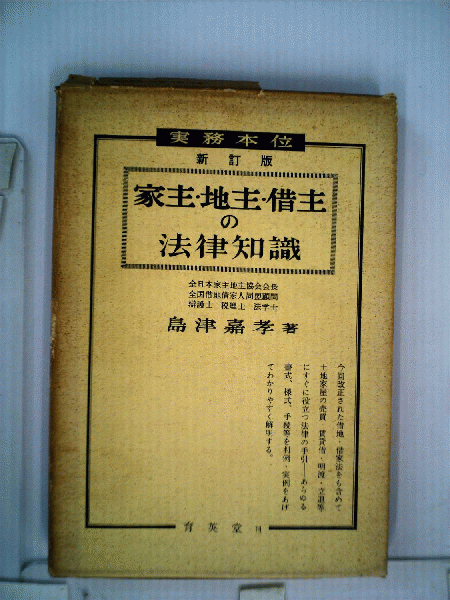 実務本位
新訂版
家主・地主・借主
の
法律知識
全日本家主地主協会会長
全国借地借家人同盟顧問
弁護士 税理士 法学士
島津嘉孝著
今回改正された借地・借家法をも含めて
土地家屋の売買 賃貸借・明渡・立退等
にすぐに役立つ法律の手引――あらゆる
書式、様式、手続等を判例・実例をあげ
てわかりやすく解明する。
育英堂 刊